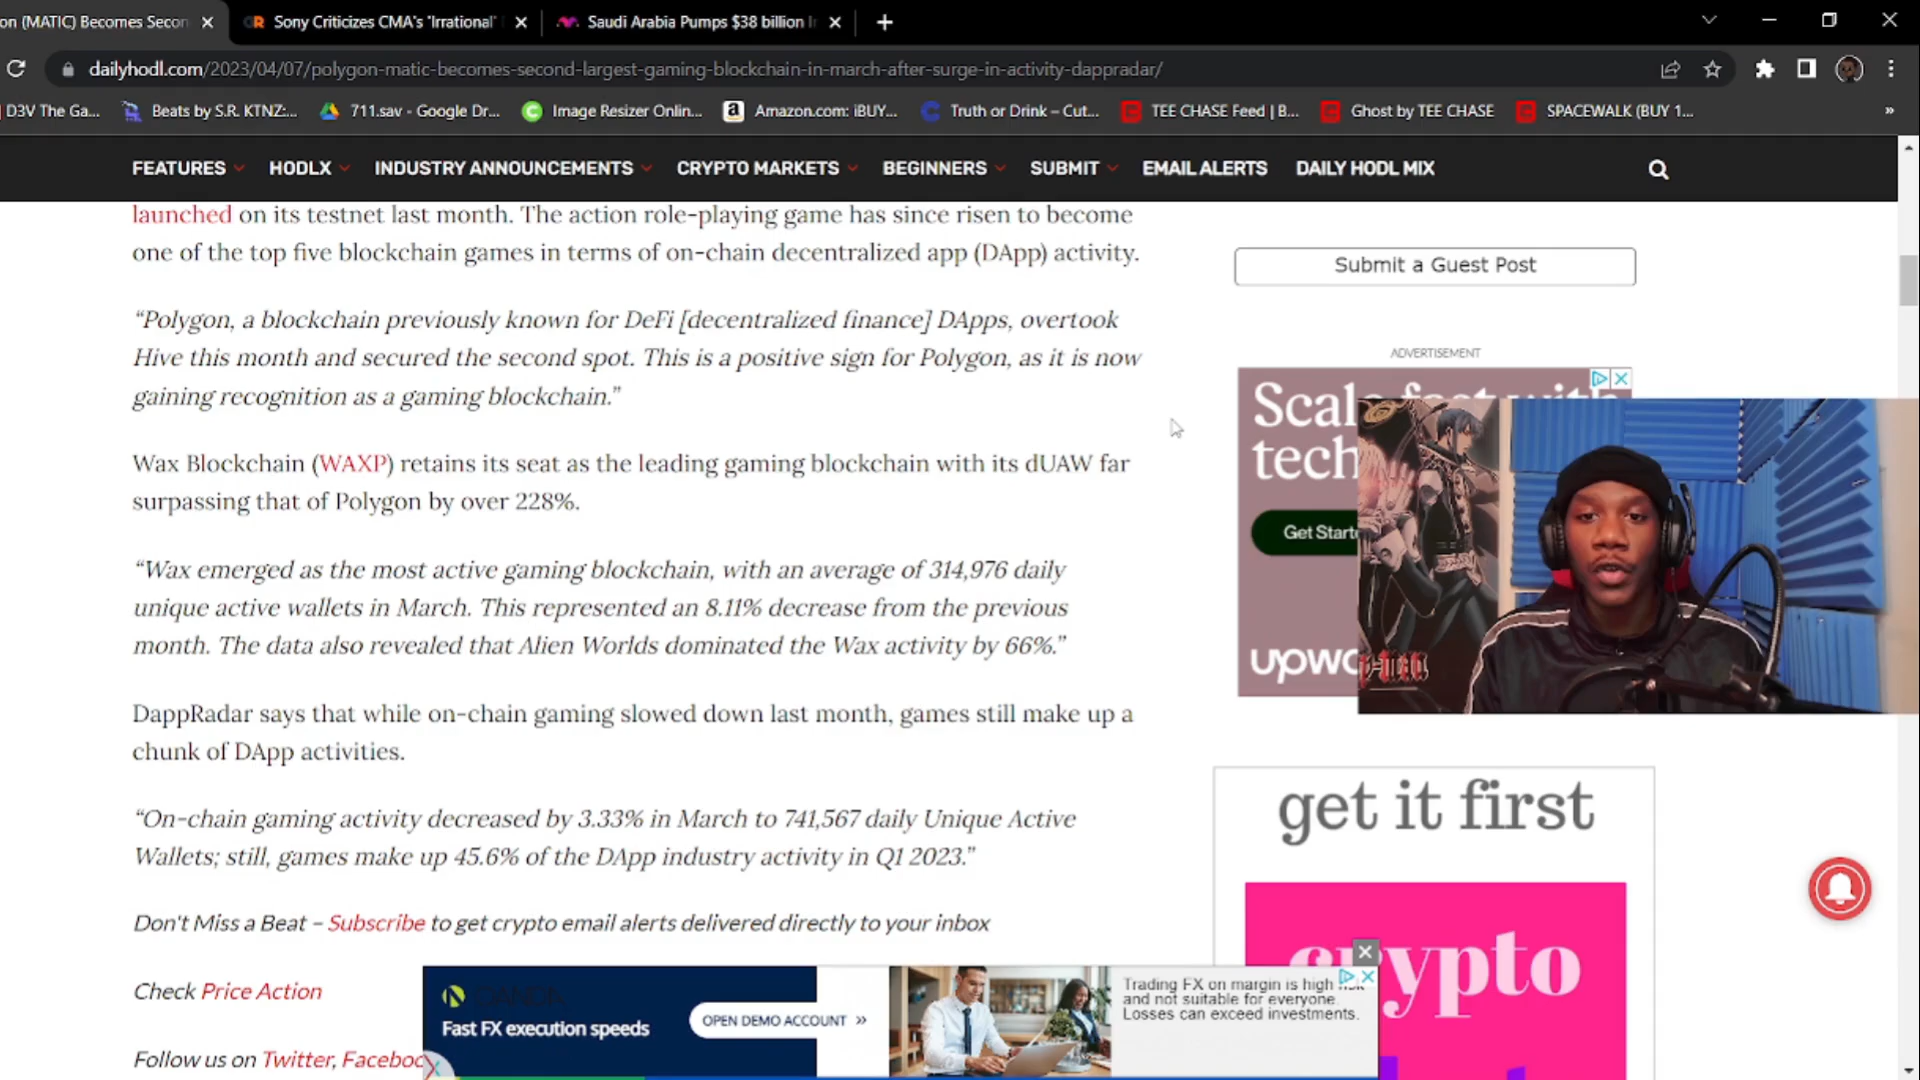 on (MATIC) Becomes Secon
Sony Criticizes CMA's 'Irrational'
Saudi Arabia Pumps $38 billion I
dailyhodl.com/2023/04/07/polygon-matic-becomes-second-largest-gaming-blockchain-in-march-after-surge-in-activity-dappradar/
D3V The Ga...
Beats by S.R. KTNZ:...
711.sav - Google Dr...
Image Resizer Onlin...
Amazon.com: iBUY...
Truth or Drink – Cut...
TEE CHASE Feed | B...
Ghost by TEE CHASE
SPACEWALK (BUY 1...
»
FEATURES
HODLX
INDUSTRY ANNOUNCEMENTS
CRYPTO MARKETS
BEGINNERS
SUBMIT
EMAIL ALERTS
DAILY HODL MIX
launched on its testnet last month. The action role-playing game has since risen to become
one of the top five blockchain games in terms of on-chain decentralized app (DApp) activity.
“Polygon, a blockchain previously known for DeFi [decentralized finance] DApps, overtook
Hive this month and secured the second spot. This is a positive sign for Polygon, as it is now
gaining recognition as a gaming blockchain.”
Wax Blockchain (WAXP) retains its seat as the leading gaming blockchain with its dUAW far
surpassing that of Polygon by over 228%.
“Wax emerged as the most active gaming blockchain, with an average of 314,976 daily
unique active wallets in March. This represented an 8.11% decrease from the previous
month. The data also revealed that Alien Worlds dominated the Wax activity by 66%.”
DappRadar says that while on-chain gaming slowed down last month, games still make up a
chunk of DApp activities.
“On-chain gaming activity decreased by 3.33% in March to 741,567 daily Unique Active
Wallets; still, games make up 45.6% of the DApp industry activity in Q1 2023.”
Don't Miss a Beat – Subscribe to get crypto email alerts delivered directly to your inbox
Check Price Action
Follow us on Twitter, Faceboo
Submit a Guest Post
ADVERTISEMENT
Scale fast with
tech
Get Starte
upwo
get it first
crypto
OANDA
Fast FX execution speeds
OPEN DEMO ACCOUNT »
Trading FX on margin is high risk
and not suitable for everyone.
Losses can exceed investments.